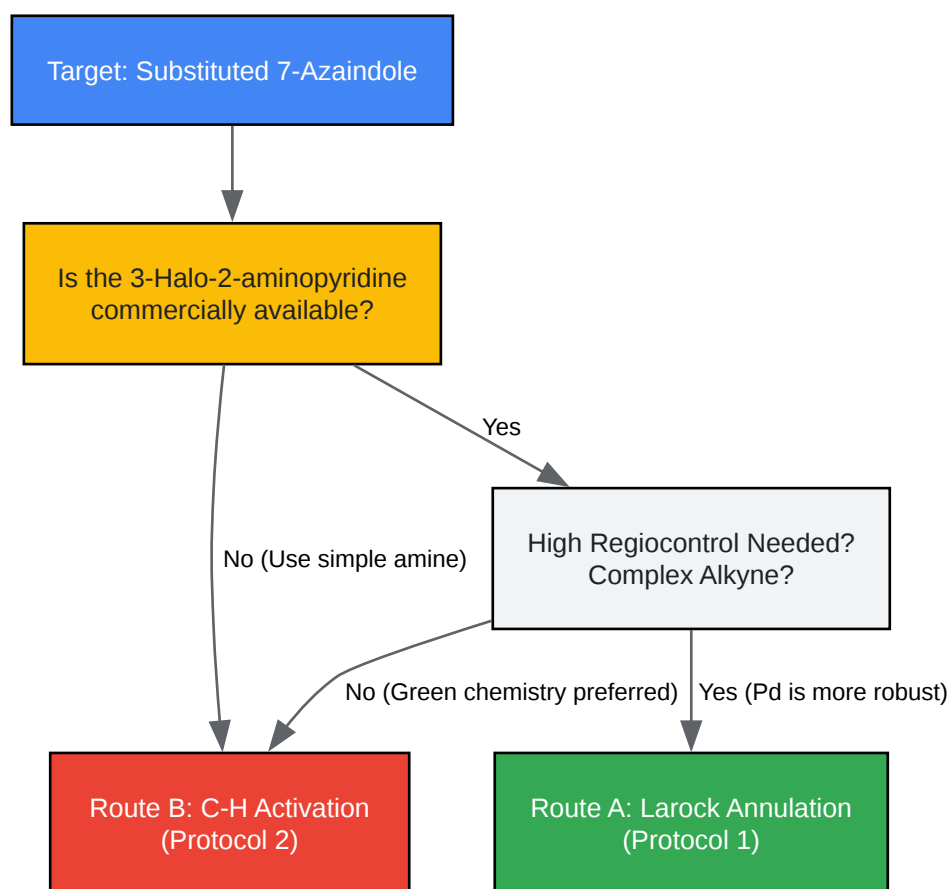 Target: Substituted 7-Azaindole
Is the 3-Halo-2-aminopyridine
commercially available?
Yes
High Regiocontrol Needed?
Complex Alkyne?
No (Use simple amine)
No (Green chemistry preferred)
Yes (Pd is more robust)
Route B: C-H Activation
(Protocol 2)
Route A: Larock Annulation
(Protocol 1)